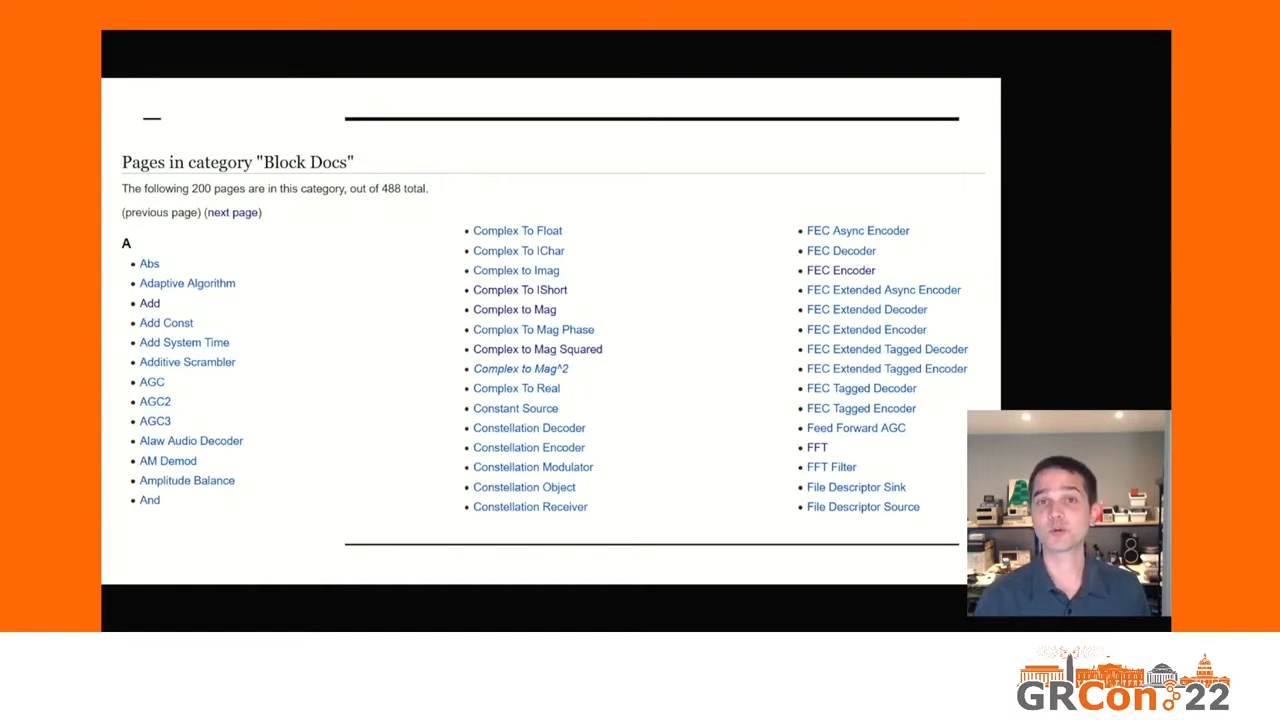 Pages in category "Block Docs"
The following 200 pages are in this category, out of 488 total.
(previous page) (next page)
A
• Abs
• Adaptive Algorithm
• Add
• Add Const
• Add System Time
• Additive Scrambler
• AGC
• AGC2
• AGC3
• Alaw Audio Decoder
• AM Demod
• Amplitude Balance
• And
• Complex To Float
• Complex To IChar
• Complex to Imag
• Complex To IShort
• Complex to Mag
• Complex To Mag Phase
• Complex to Mag Squared
• Complex to Mag^2
• Complex To Real
• Constant Source
• Constellation Decoder
• Constellation Encoder
• Constellation Modulator
• Constellation Object
• Constellation Receiver
• FEC Async Encoder
• FEC Decoder
• FEC Encoder
• FEC Extended Async Encoder
• FEC Extended Decoder
• FEC Extended Encoder
• FEC Extended Tagged Decoder
• FEC Extended Tagged Encoder
• FEC Tagged Decoder
• FEC Tagged Encoder
• Feed Forward AGC
• FFT
• FFT Filter
• File Descriptor Sink
• File Descriptor Source
GRCon 22